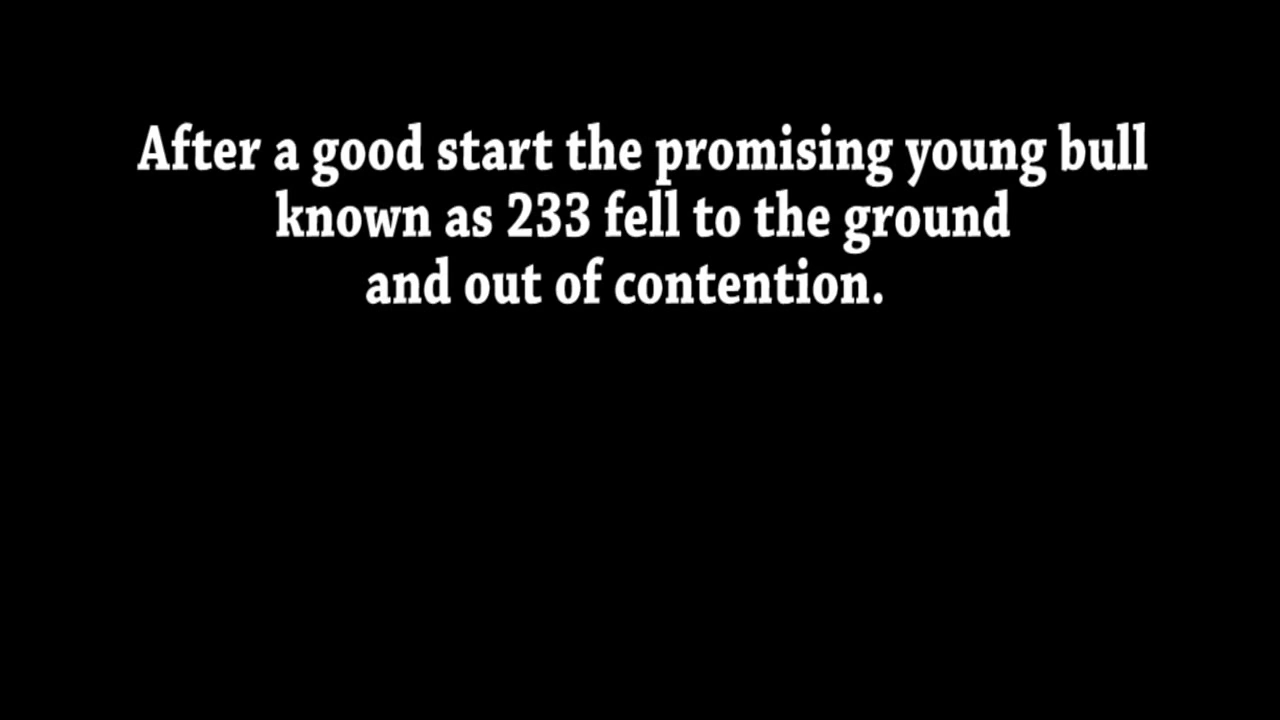 After a good start the promising young bull
known as 233 fell to the ground
and out of contention.